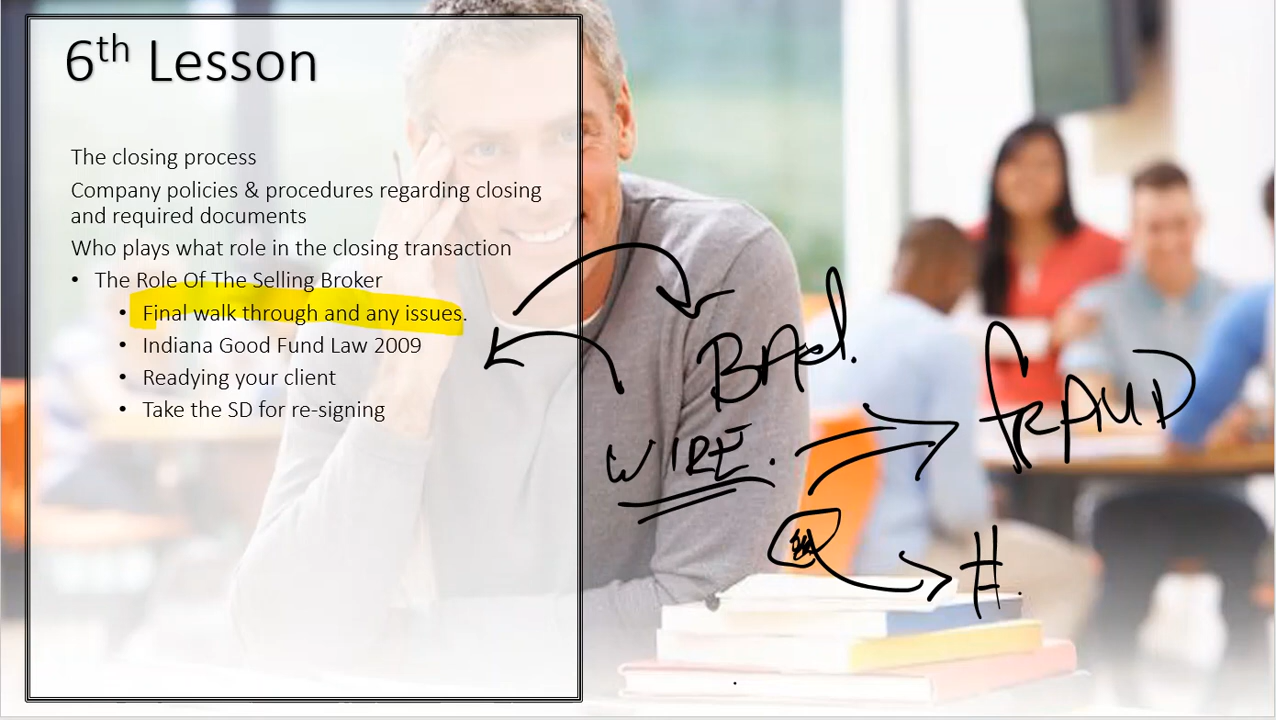 6th Lesson
The closing process
Company policies & procedures regarding closing
and required documents
Who plays what role in the closing transaction
• The Role Of The Selling Broker
• Final walk through and any issues.
• Indiana Good Fund Law 2009
• Readying your client
• Take the SD for re-signing
WIRE.
FRAUD
#